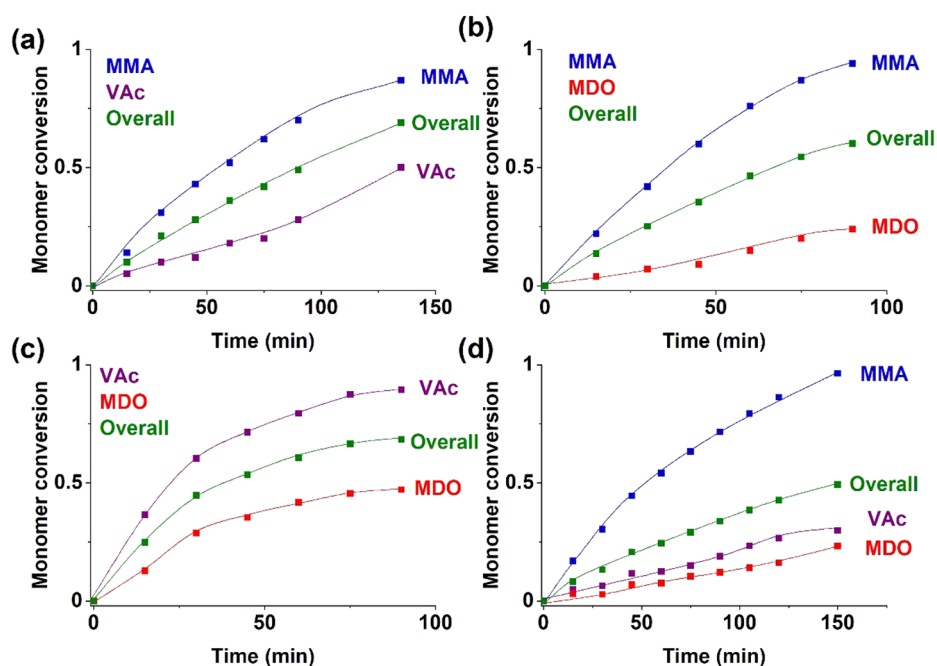 (a)
1
MMA
VAc
Overall
MMA
Overall
VAc
0.5
0
0
50
100
150
Monomer conversion
Time (min)
(b)
1
MMA
MDO
Overall
MMA
Overall
MDO
0.5
0
0
50
100
Monomer conversion
Time (min)
(c)
1
VAc
MDO
Overall
VAc
Overall
MDO
0.5
0
0
50
100
Monomer conversion
Time (min)
(d)
1
MMA
Overall
VAc
MDO
0.5
0
0
50
100
150
Monomer conversion
Time (min)